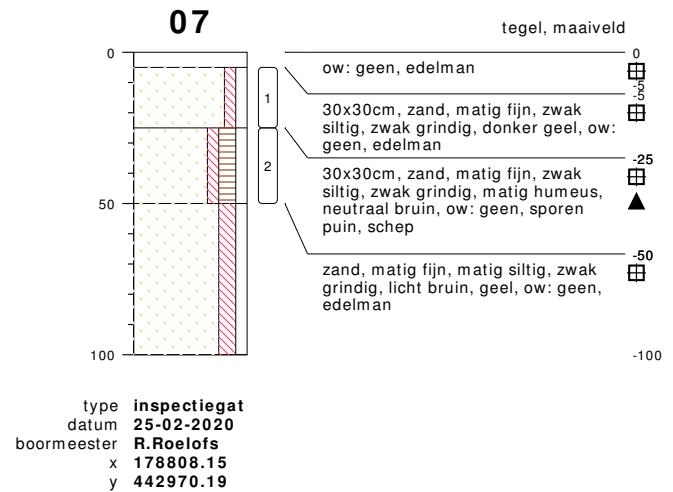 07
tegel, maaiveld
0
0
ow: geen, edelman
-5
-5
1
30x30cm, zand, matig fijn, zwak
siltig, zwak grindig, donker geel, ow:
geen, edelman
-25
2
30x30cm, zand, matig fijn, zwak
siltig, zwak grindig, matig humeus,
neutraal bruin, ow: geen, sporen
puin, schep
50
-50
zand, matig fijn, matig siltig, zwak
grindig, licht bruin, geel, ow: geen,
edelman
100
-100
type inspectiegat
datum 25-02-2020
boormeester R.Roelofs
x 178808.15
y 442970.19